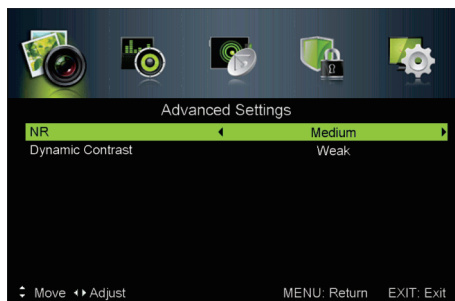 Advanced Settings
NR Medium
Dynamic Contrast Weak
Move Adjust MENU: Return EXIT: Exit